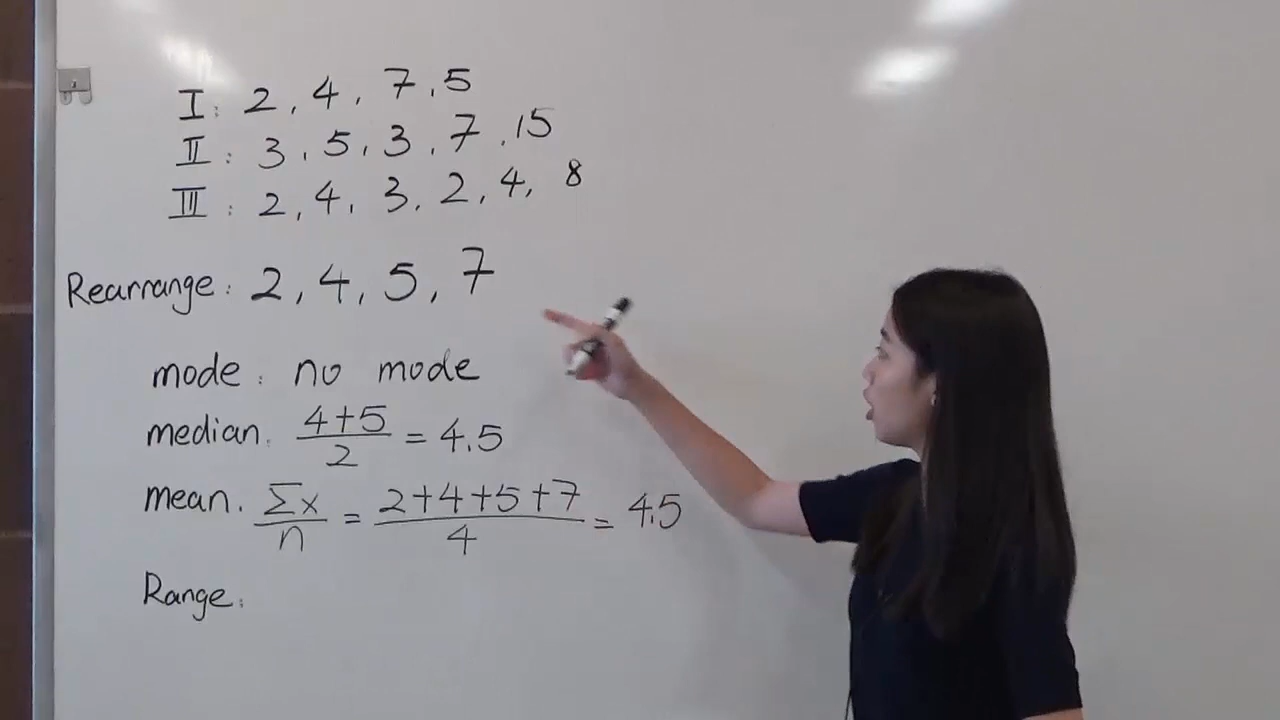 I: 2, 4, 7, 5
II: 3, 5, 3, 7, 15
III: 2, 4, 3, 2, 4, 8
Rearrange: 2, 4, 5, 7
mode: no mode
median: 4+5/2 = 4.5
mean. Σx/n = 2+4+5+7/4 = 4.5
Range: